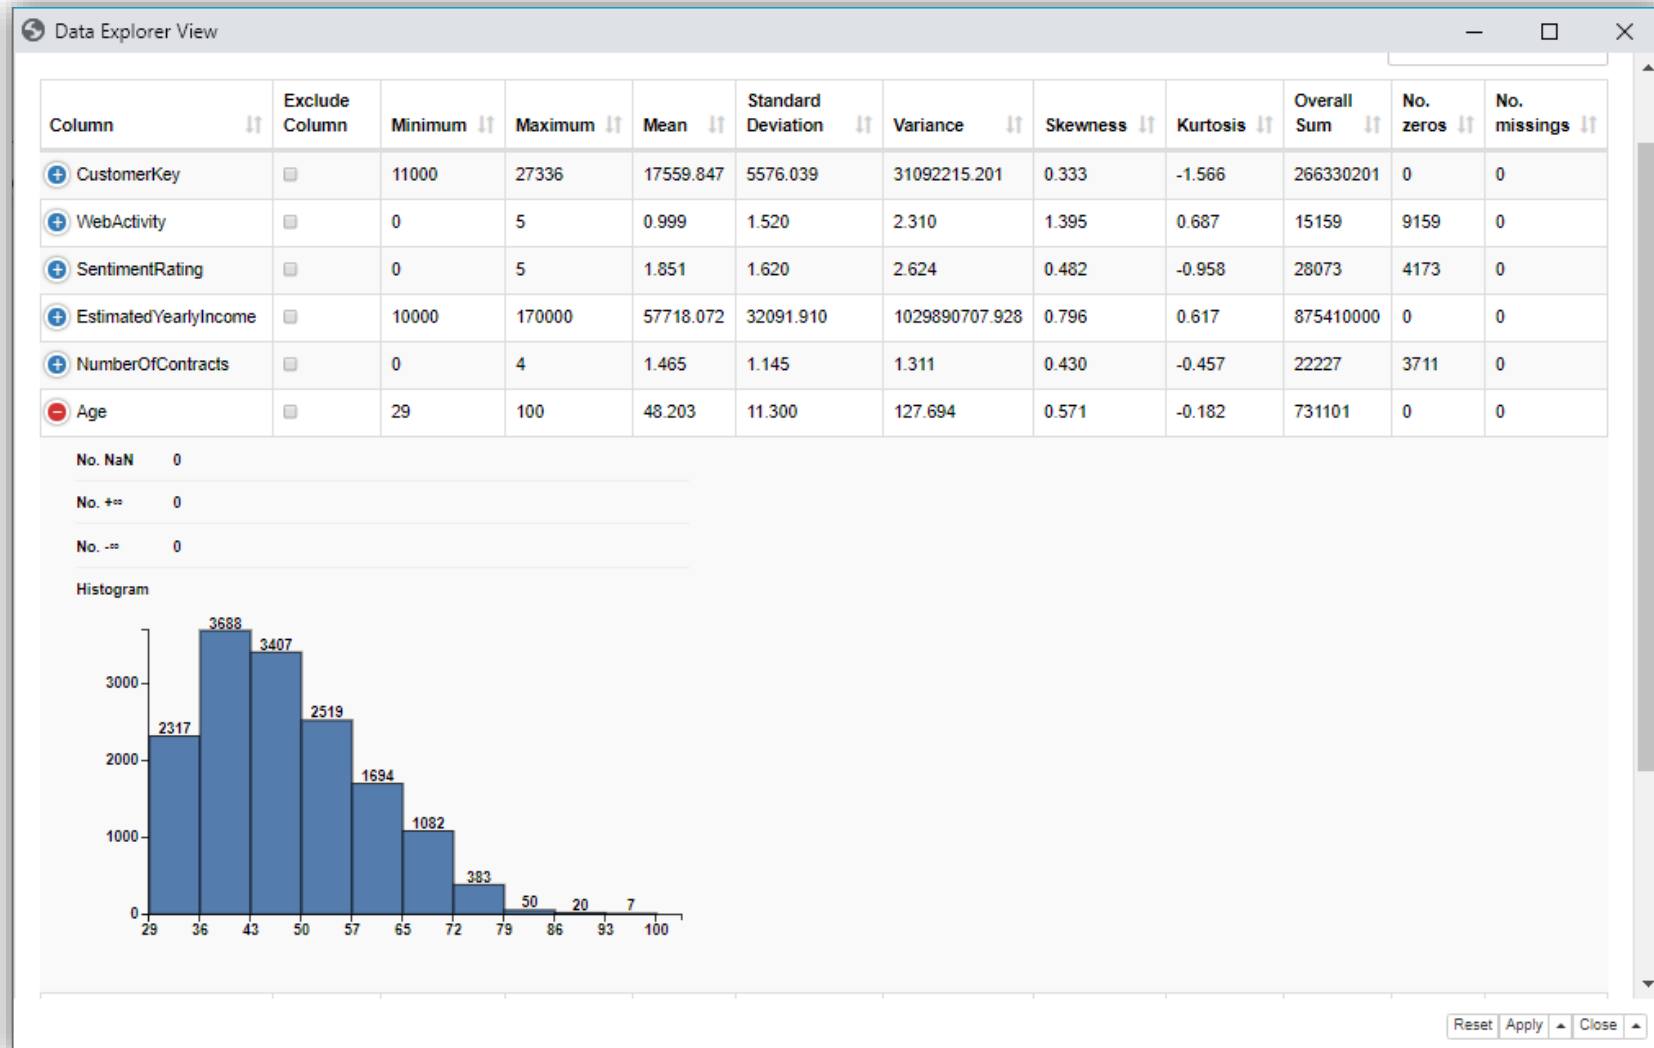 Data Explorer View
Column Exclude Column Minimum Maximum Mean Standard Deviation Variance Skewness Kurtosis Overall Sum No. zeros No. missings
CustomerKey 11000 27336 17559.847 5576.039 31092215.201 0.333 -1.566 266330201 0 0
WebActivity 0 5 0.999 1.520 2.310 1.395 0.687 15159 9159 0
SentimentRating 0 5 1.851 1.620 2.624 0.482 -0.958 28073 4173 0
EstimatedYearlyIncome 10000 170000 57718.072 32091.910 1029890707.928 0.796 0.617 875410000 0 0
NumberOfContracts 0 4 1.465 1.145 1.311 0.430 -0.457 22227 3711 0
Age 29 100 48.203 11.300 127.694 0.571 -0.182 731101 0 0
No. NaN 0
No. +∞ 0
No. -∞ 0
Histogram
3688
3407
3000
2519
2317
2000
1694
1082
1000
383
50 20 7
0
29 36 43 50 57 65 72 79 86 93 100
Reset Apply Close